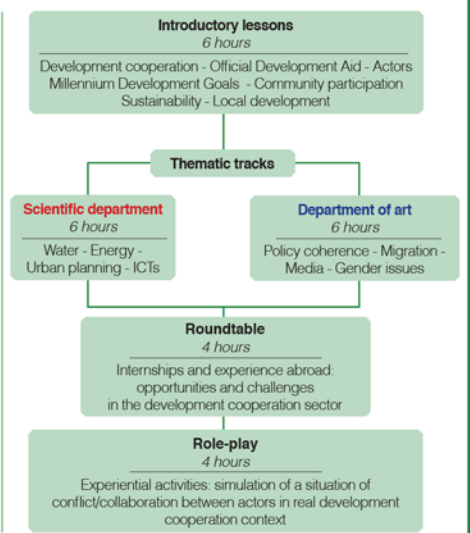 Introductory lessons
6 hours
Development cooperation - Official Development Aid - Actors
Millennium Development Goals - Community participation
Sustainability - Local development
Thematic tracks
Scientific department
6 hours
Water - Energy -
Urban planning - ICTs
Department of art
6 hours
Policy coherence - Migration -
Media - Gender issues
Roundtable
4 hours
Internships and experience abroad:
opportunities and challenges
in the development cooperation sector
Role-play
4 hours
Experiential activities: simulation of a situation of
conflict/collaboration between actors in real development
cooperation context